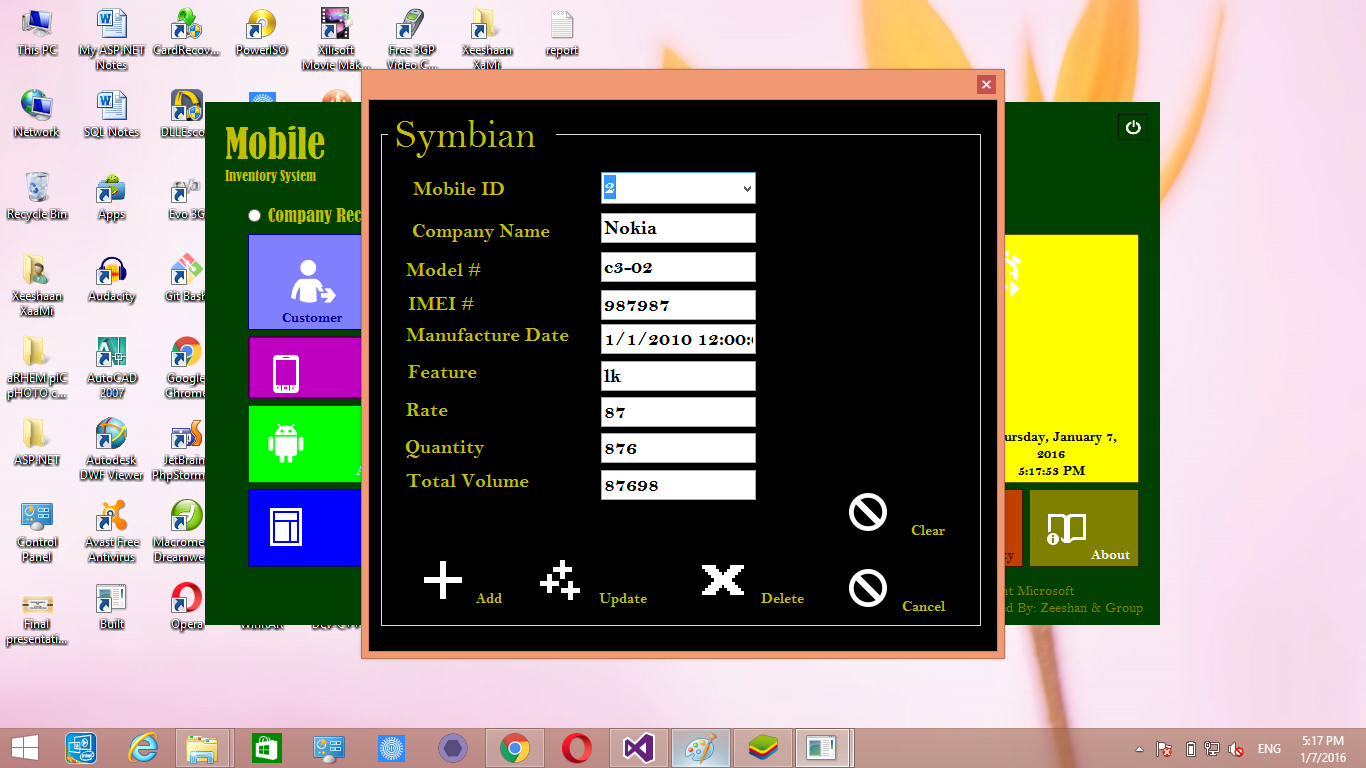 This PC
My ASP.NET Notes
CardRecov...
PowerISO
Xilisoft Movie Mak...
Free 3GP Video C...
Xeeshaan XaMi
report
Network
SQL Notes
DLLEsco
Recycle Bin
Apps
Evo 3G
Xeeshaan XaaMi
Audacity
Git Bash
aRHEM pIC pHOTO c...
AutoCAD 2007
Google Chrome
ASP.NET
Autodesk DWF Viewer
JetBrain PhpStorm
Control Panel
Avast Free Antivirus
Macrome Dreamwe
Final presentati...
Built
Opera
Mobile
Inventory System
Company Rec
Customer
Symbian
Mobile ID
2
Company Name
Nokia
Model #
c3-02
IMEI #
987987
Manufacture Date
1/1/2010 12:00:
Feature
lk
Rate
87
Quantity
876
Total Volume
87698
Clear
Add
Update
Delete
Cancel
ursday, January 7,
2016
5:17:53 PM
About
nt Microsoft
ed By: Zeeshan & Group
ENG
5:17 PM
1/7/2016